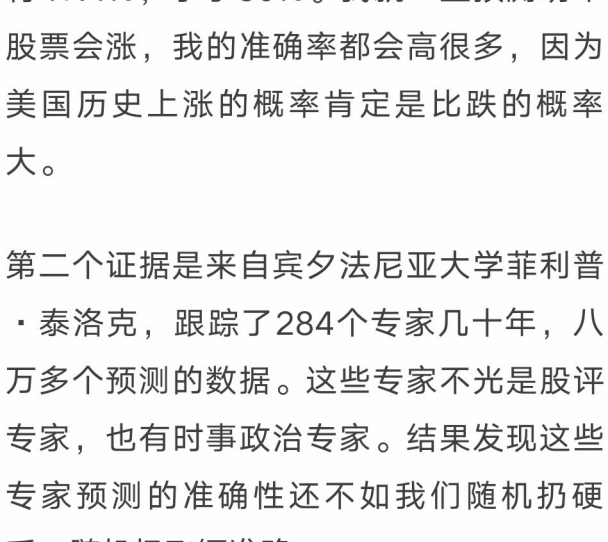 股票会涨，我的准确率都会高很多，因为
美国历史上涨的概率肯定是比跌的概率
大。
第二个证据是来自宾夕法尼亚大学菲利普
·泰洛克，跟踪了284个专家几十年，八
万多个预测的数据。这些专家不光是股评
专家，也有时事政治专家。结果发现这些
专家预测的准确性还不如我们随机扔硬